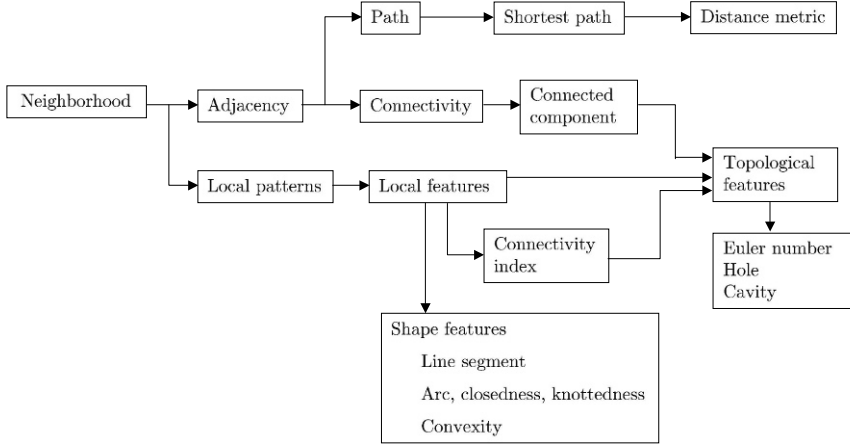 Path
Shortest path
Distance metric
Neighborhood
Adjacency
Connectivity
Connected
component
Topological
features
Local patterns
Local features
Connectivity
index
Euler number
Hole
Cavity
Shape features
Line segment
Arc, closedness, knottedness
Convexity